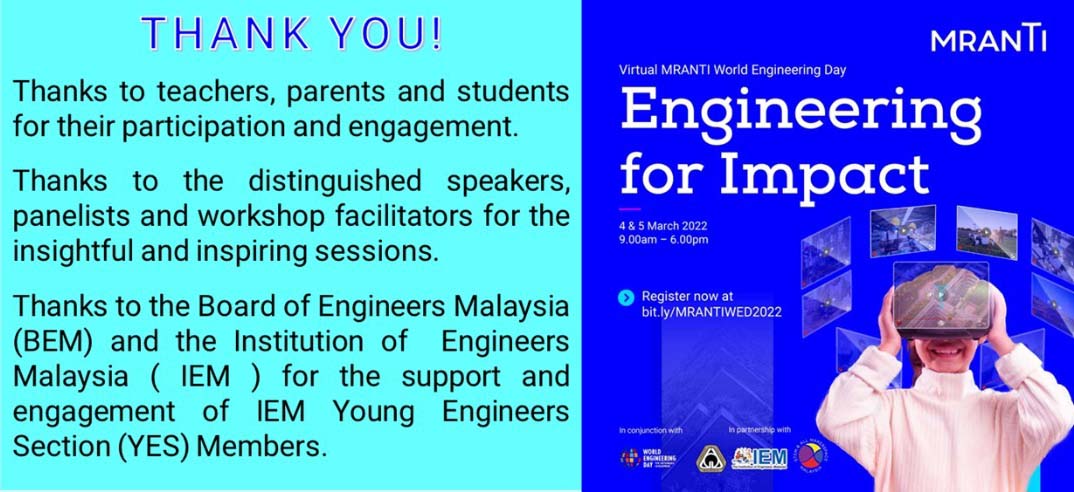 THANK YOU!
Thanks to teachers, parents and students
for their participation and engagement.
Thanks to the distinguished speakers,
panelists and workshop facilitators for the
insightful and inspiring sessions.
Thanks to the Board of Engineers Malaysia
(BEM) and the Institution of Engineers
Malaysia ( IEM ) for the support and
engagement of IEM Young Engineers
Section (YES) Members.
MRANTI
Virtual MRANTI World Engineering Day
Engineering
for Impact
4 & 5 March 2022
9.00am – 6.00pm
Register now at
bit.ly/MRANTIWED2022
In conjunction with
In partnership with
WORLD
ENGINEERING
DAY
IEM